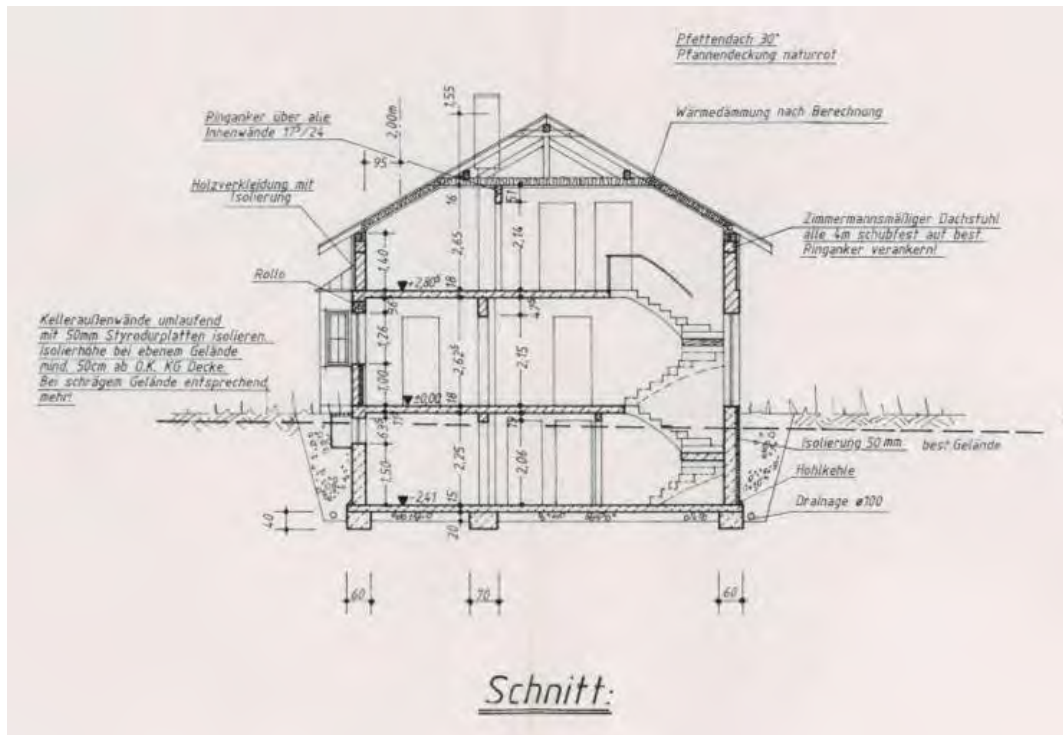 Pfettendach 30°
Pfannendeckung naturrot
Wärmedämmung nach Berechnung
Ringanker über alle
Innenwände 17⁵/24
1,55
2,00m
95
Holzverkleidung mit
Isolierung
Zimmermannsmäßiger Dachstuhl
alle 4m schubfest auf best.
Ringanker verankern!
Rollo
Kelleraußenwände umlaufend
mit 50mm Styrodurplatten isolieren.
Isolierhöhe bei ebenem Gelände
mind. 50cm ab O.K. KG Decke.
Bei schrägem Gelände entsprechend
mehr!
16
51
2,65
2,14
1,40
+2,80⁵
18
36
1,26
2,62⁵
2,15
1,00
±0,00
18
2,25
2,06
1,50
-2,41
15
Isolierung 50 mm
best Gelände
Hohlkehle
Drainage ø100
40
20
60
70
60
Schnitt: